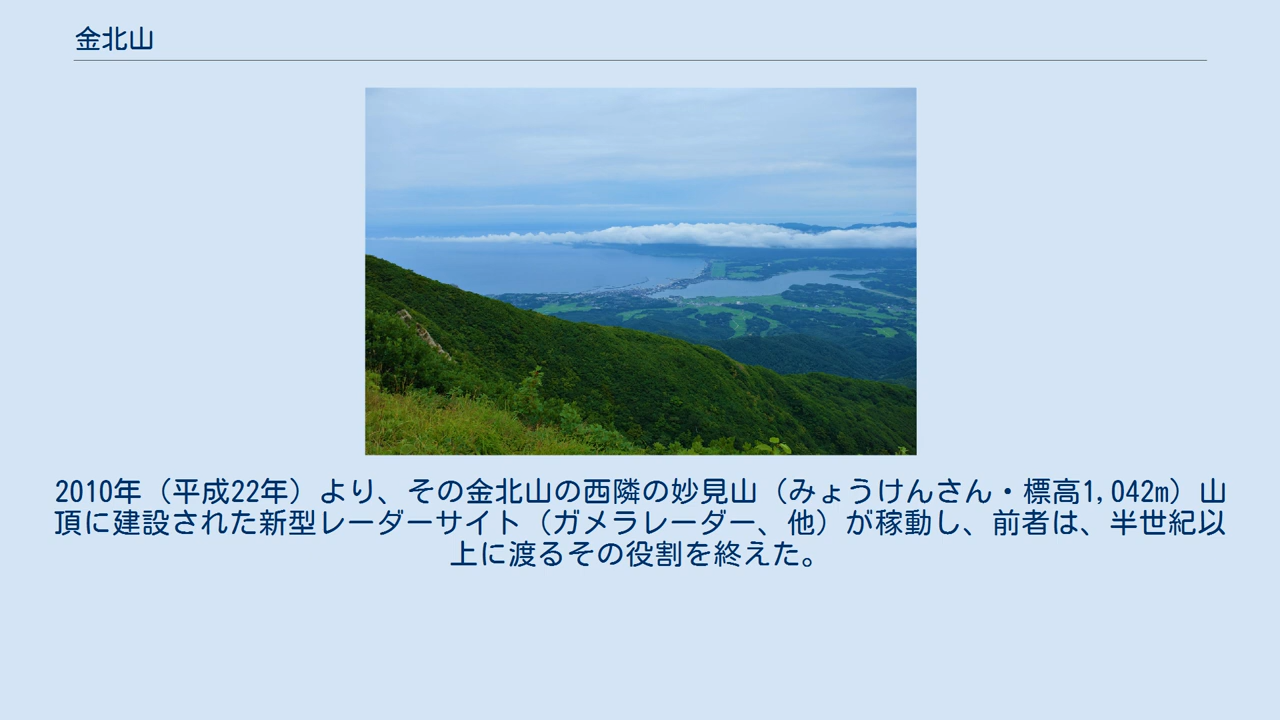 金北山
2010年（平成22年）より、その金北山の西隣の妙見山（みょうけんさん・標高1,042m）山
頂に建設された新型レーダーサイト（ガメラレーダー、他）が稼動し、前者は、半世紀以
上に渡るその役割を終えた。